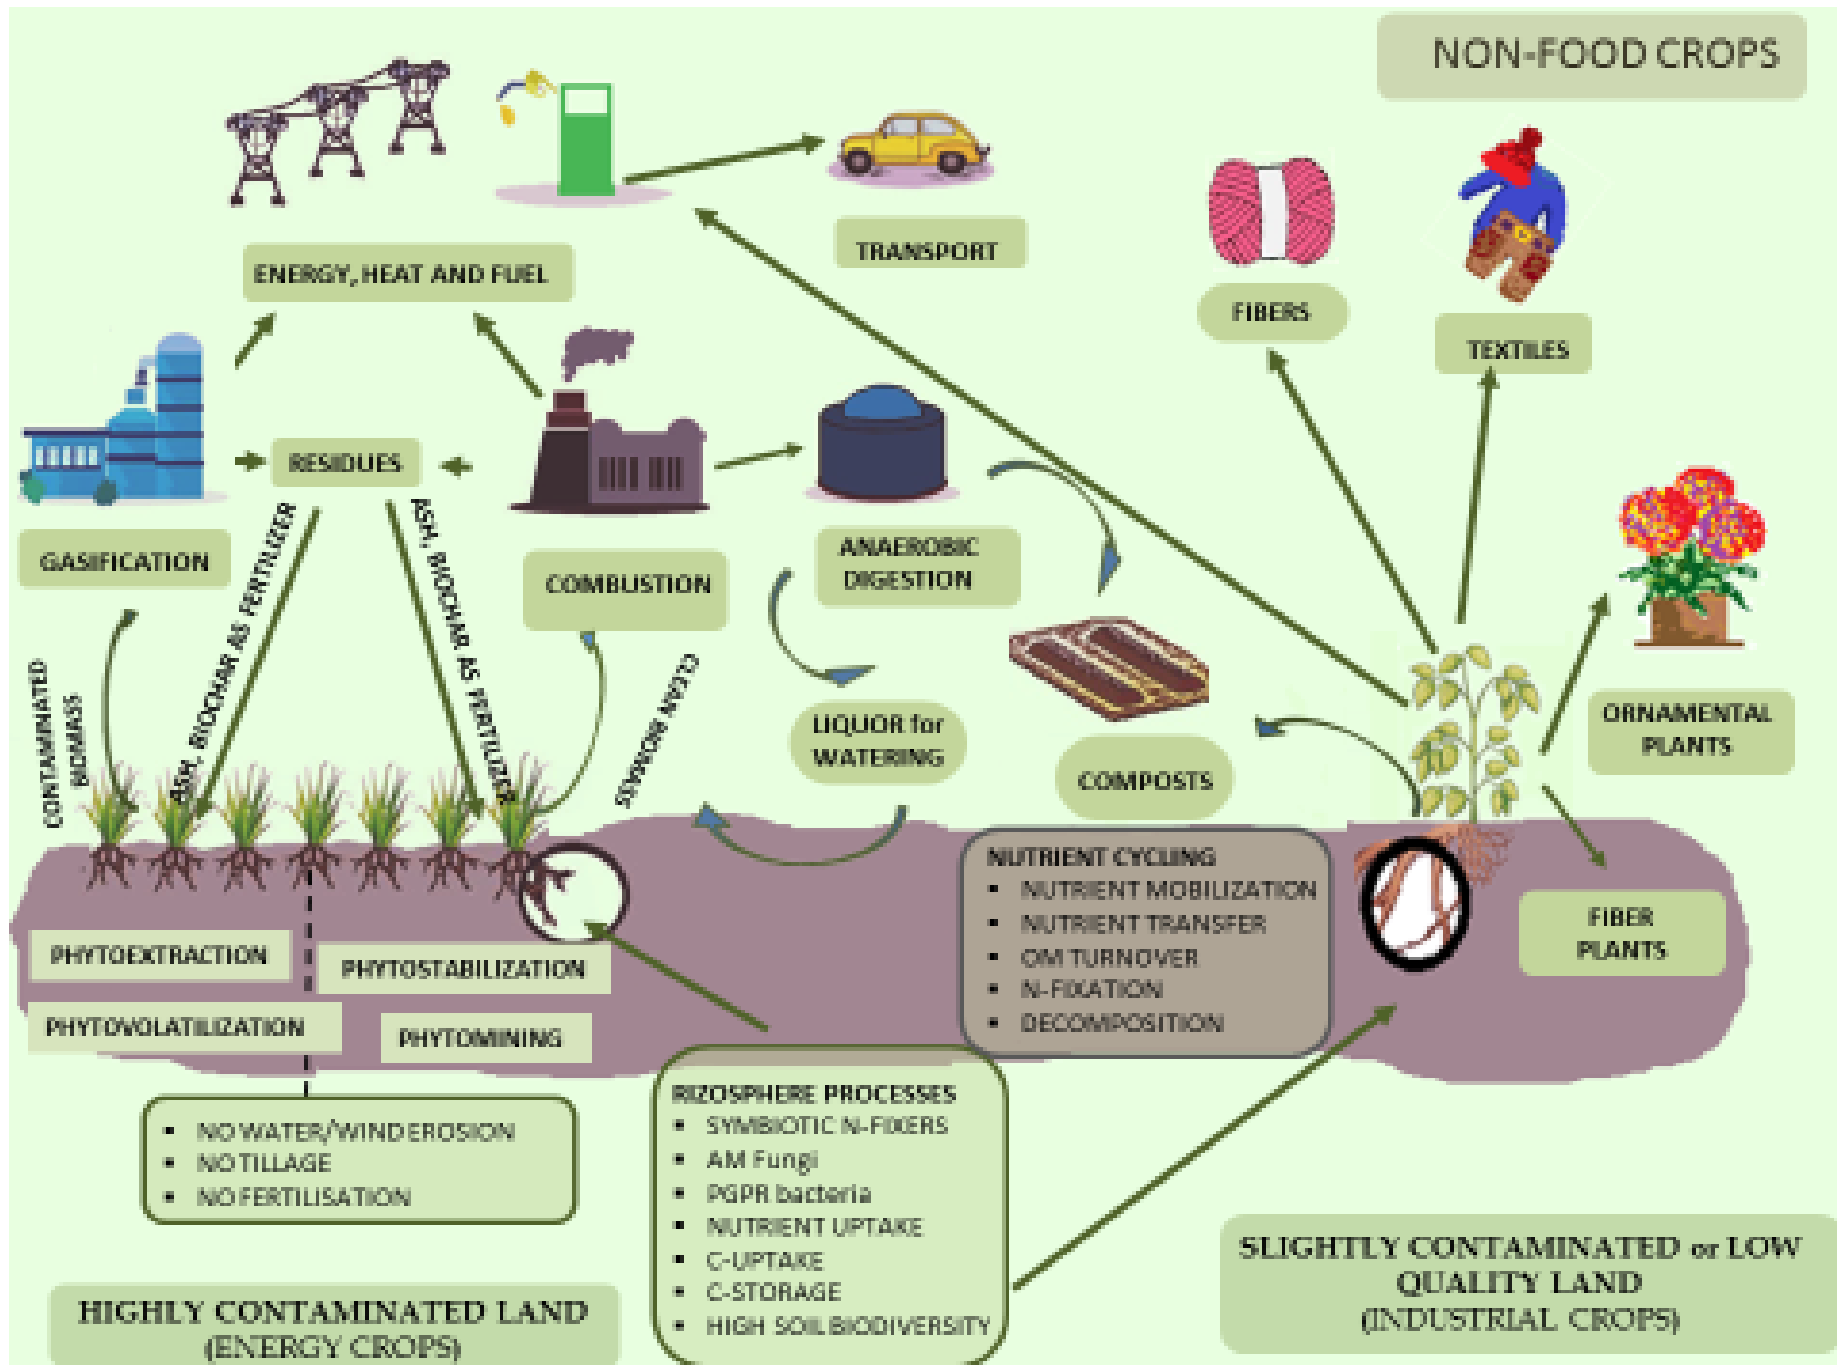 NON-FOOD CROPS
ENERGY, HEAT AND FUEL
TRANSPORT
FIBERS
TEXTILES
RESIDUES
GASIFICATION
COMBUSTION
ANAEROBIC
DIGESTION
ASH, BIOCHAR AS FERTILIZER
ASH, BIOCHAR AS FERTILIZER
CONTAMINATED
BIOMASS
CLEAN BIOMASS
LIQUOR for
WATERING
COMPOSTS
ORNAMENTAL
PLANTS
FIBER
PLANTS
PHYTOEXTRACTION
PHYTOSTABILIZATION
PHYTOVOLATILIZATION
PHYTOMINING
NUTRIENT CYCLING
▪ NUTRIENT MOBILIZATION
▪ NUTRIENT TRANSFER
▪ OM TURNOVER
▪ N-FIXATION
▪ DECOMPOSITION
RIZOSPHERE PROCESSES
▪ SYMBIOTIC N-FIXERS
▪ AM Fungi
▪ PGPR bacteria
▪ NUTRIENT UPTAKE
▪ C-UPTAKE
▪ C-STORAGE
▪ HIGH SOIL BIODIVERSITY
▪ NO WATER/WIND EROSION
▪ NO TILLAGE
▪ NO FERTILISATION
HIGHLY CONTAMINATED LAND
(ENERGY CROPS)
SLIGHTLY CONTAMINATED or LOW
QUALITY LAND
(INDUSTRIAL CROPS)